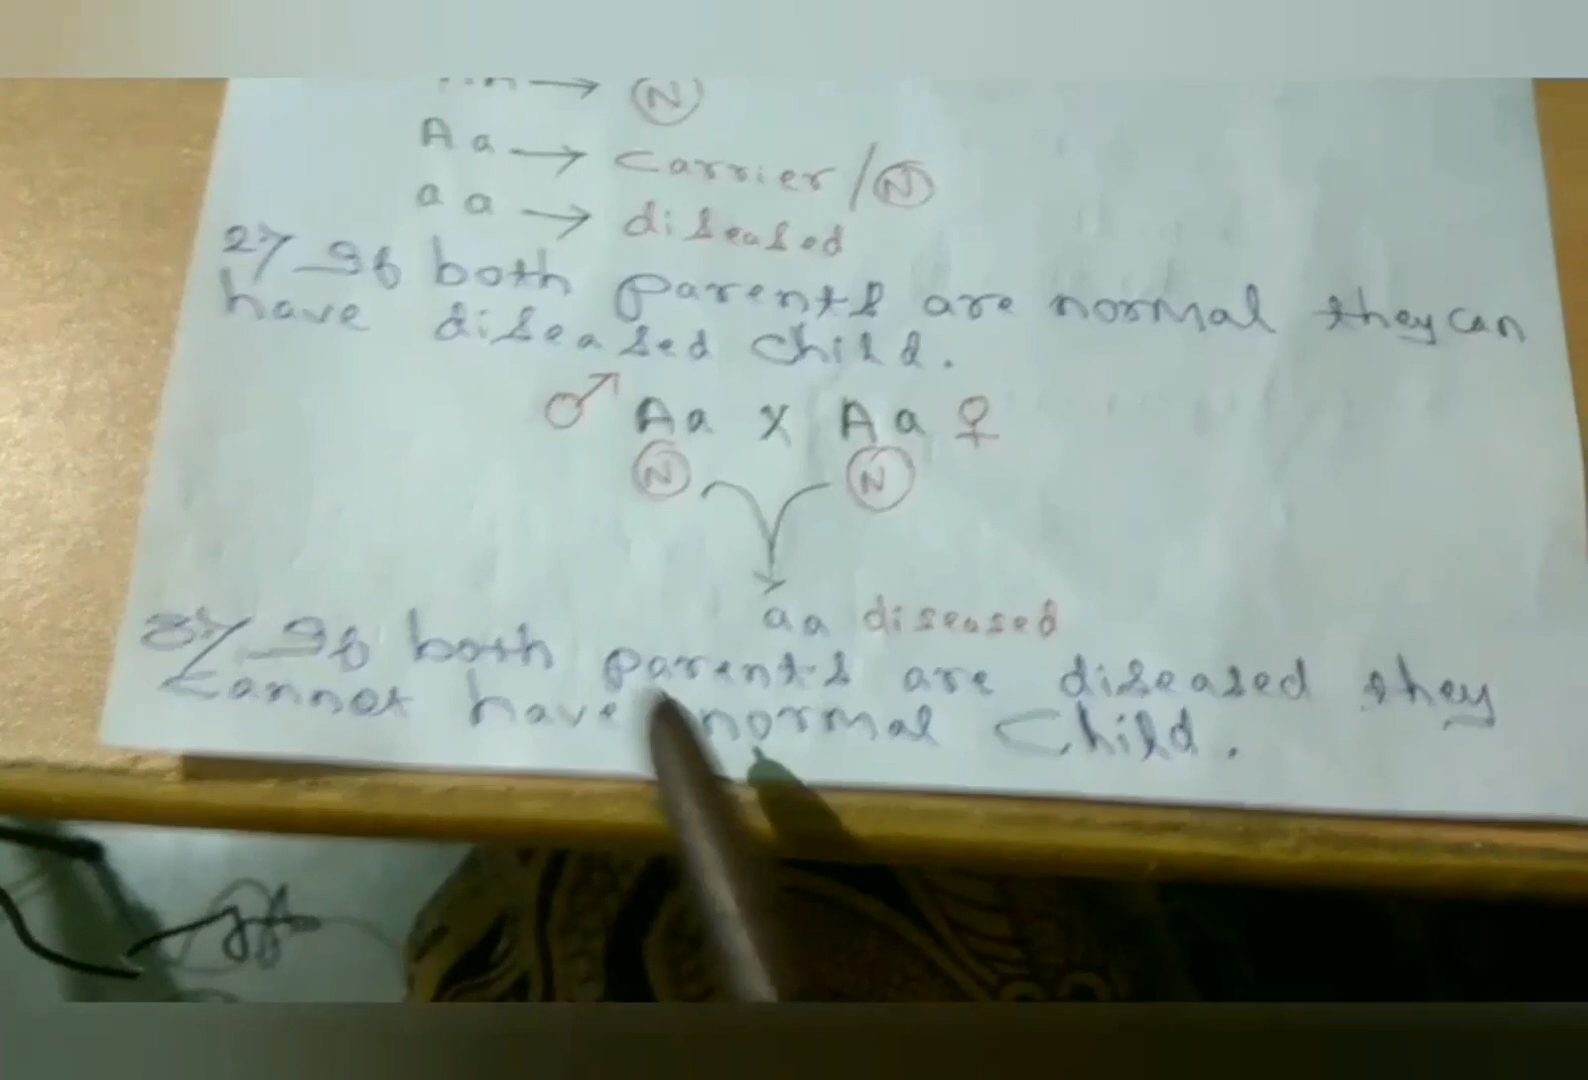 → N
Aa → carrier/N
aa → diseased
2) If both parents are normal they can
have diseased child.
♂ Aa x Aa ♀
N N
aa diseased
3) If both parents are diseased they
cannot have normal child.